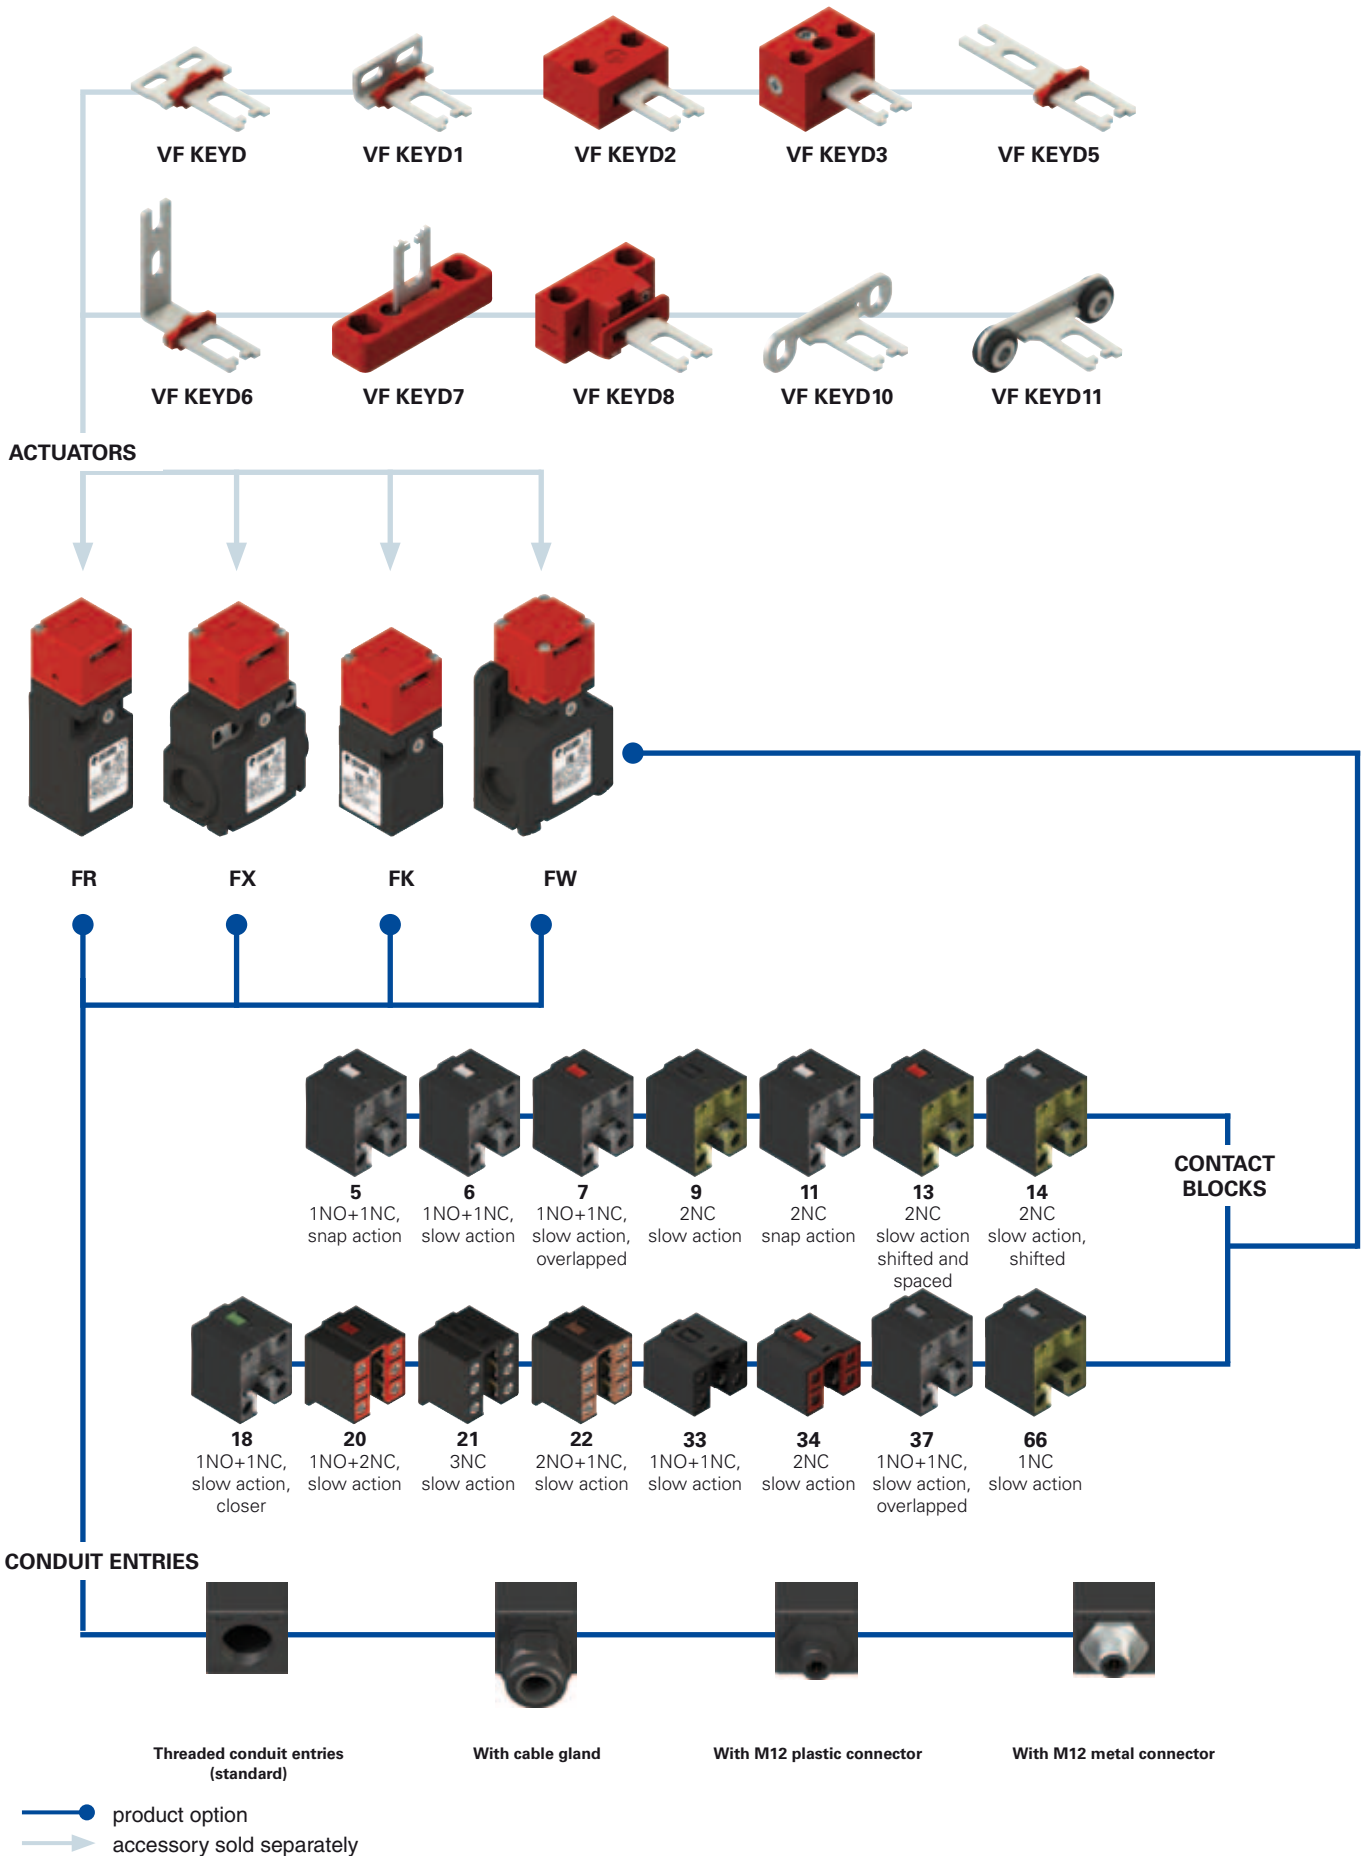 VF KEYD VF KEYD1 VF KEYD2 VF KEYD3 VF KEYD5
VF KEYD6 VF KEYD7 VF KEYD8 VF KEYD10 VF KEYD11
ACTUATORS
FR FX FK FW
CONTACT
BLOCKS
5
1NO+1NC,
snap action
6
1NO+1NC,
slow action
7
1NO+1NC,
slow action,
overlapped
9
2NC
slow action
11
2NC
snap action
13
2NC
slow action
shifted and
spaced
14
2NC
slow action,
shifted
18
1NO+1NC,
slow action,
closer
20
1NO+2NC,
slow action
21
3NC
slow action
22
2NO+1NC,
slow action
33
1NO+1NC,
slow action
34
2NC
slow action
37
1NO+1NC,
slow action,
overlapped
66
1NC
slow action
CONDUIT ENTRIES
Threaded conduit entries
(standard)
With cable gland
With M12 plastic connector
With M12 metal connector
product option
accessory sold separately